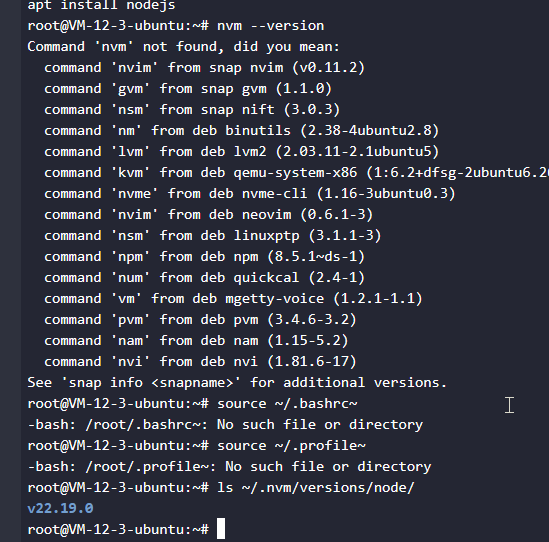 apt install nodejs
root@VM-12-3-ubuntu:~# nvm --version
Command 'nvm' not found, did you mean:
  command 'nvim' from snap nvim (v0.11.2)
  command 'gvm' from snap gvm (1.1.0)
  command 'nsm' from snap nift (3.0.3)
  command 'nm' from deb binutils (2.38-4ubuntu2.8)
  command 'lvm' from deb lvm2 (2.03.11-2.1ubuntu5)
  command 'kvm' from deb qemu-system-x86 (1:6.2+dfsg-2ubuntu6.26
  command 'nvme' from deb nvme-cli (1.16-3ubuntu0.3)
  command 'nvim' from deb neovim (0.6.1-3)
  command 'nsm' from deb linuxptp (3.1.1-3)
  command 'npm' from deb npm (8.5.1~ds-1)
  command 'num' from deb quickcal (2.4-1)
  command 'vm' from deb mgetty-voice (1.2.1-1.1)
  command 'pvm' from deb pvm (3.4.6-3.2)
  command 'nam' from deb nam (1.15-5.2)
  command 'nvi' from deb nvi (1.81.6-17)
See 'snap info <snapname>' for additional versions.
root@VM-12-3-ubuntu:~# source ~/.bashrc~
-bash: /root/.bashrc~: No such file or directory
root@VM-12-3-ubuntu:~# source ~/.profile~
-bash: /root/.profile~: No such file or directory
root@VM-12-3-ubuntu:~# ls ~/.nvm/versions/node/
v22.19.0
root@VM-12-3-ubuntu:~#